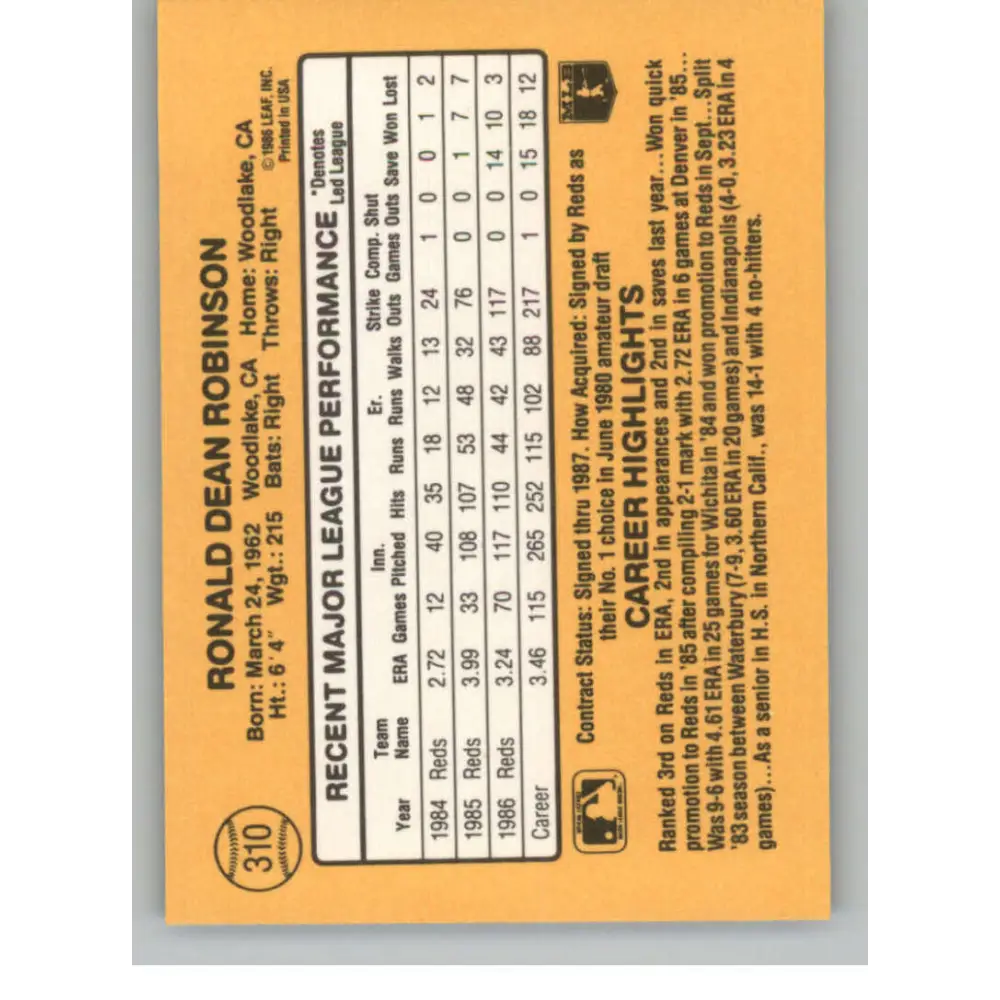 310
RONALD DEAN ROBINSON
Born: March 24, 1962 Woodlake, CA Home: Woodlake, CA
Ht.: 6'4" Wgt.: 215 Bats: Right Throws: Right
©1986 LEAF, INC.
Printed in USA
RECENT MAJOR LEAGUE PERFORMANCE
*Denotes
Led League
Team Inn. Er. Strike Comp. Shut
Year Name ERA Games Pitched Hits Runs Runs Walks Outs Games Outs Save Won Lost
1984 Reds 2.72 12 40 35 18 12 13 24 1 0 0 1 2
1985 Reds 3.99 33 108 107 53 48 32 76 0 0 1 7 7
1986 Reds 3.24 70 117 110 44 42 43 117 0 0 14 10 3
Career 3.46 115 265 252 115 102 88 217 1 0 15 18 12
Contract Status: Signed thru 1987. How Acquired: Signed by Reds as
their No. 1 choice in June 1980 amateur draft
MLB
CAREER HIGHLIGHTS
Ranked 3rd on Reds in ERA, 2nd in appearances and 2nd in saves last year...Won quick
promotion to Reds in '85 after compiling 2-1 mark with 2.72 ERA in 6 games at Denver in '85...
Was 9-6 with 4.61 ERA in 25 games for Wichita in '84 and won promotion to Reds in Sept...Split
'83 season between Waterbury (7-9, 3.60 ERA in 20 games) and Indianapolis (4-0, 3.23 ERA in 4
games)...As a senior in H.S. in Northern Calif., was 14-1 with 4 no-hitters.